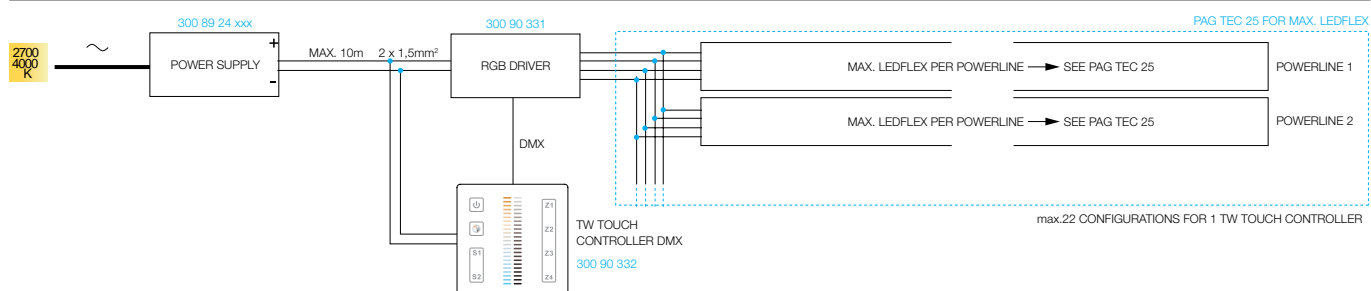 300 89 24 xxx
300 90 331
PAG TEC 25 FOR MAX. LEDFLEX
2700
4000
K
+
-
POWER SUPPLY
MAX. 10m 2 x 1,5mm²
RGB DRIVER
MAX. LEDFLEX PER POWERLINE SEE PAG TEC 25
POWERLINE 1
MAX. LEDFLEX PER POWERLINE SEE PAG TEC 25
POWERLINE 2
DMX
Z1
Z2
Z3
Z4
S1
S2
TW TOUCH
CONTROLLER DMX
300 90 332
max.22 CONFIGURATIONS FOR 1 TW TOUCH CONTROLLER